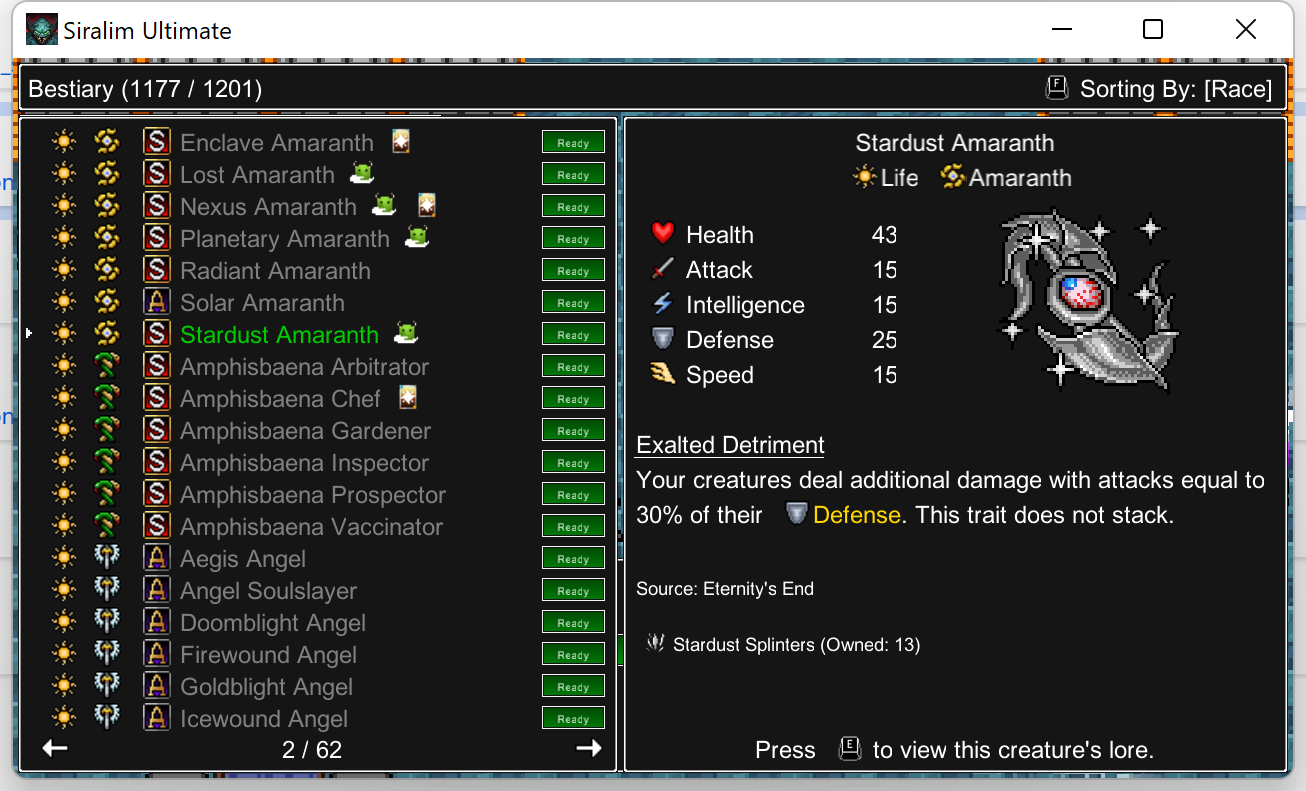 Siralim Ultimate
Bestiary (1177 / 1201)
F Sorting By: [Race]
S Enclave Amaranth Ready
S Lost Amaranth Ready
S Nexus Amaranth Ready
S Planetary Amaranth Ready
S Radiant Amaranth Ready
A Solar Amaranth Ready
S Stardust Amaranth Ready
S Amphisbaena Arbitrator Ready
S Amphisbaena Chef Ready
S Amphisbaena Gardener Ready
S Amphisbaena Inspector Ready
S Amphisbaena Prospector Ready
S Amphisbaena Vaccinator Ready
A Aegis Angel Ready
A Angel Soulslayer Ready
A Doomblight Angel Ready
A Firewound Angel Ready
A Goldblight Angel Ready
A Icewound Angel Ready
2 / 62
Stardust Amaranth
Life Amaranth
Health 43
Attack 15
Intelligence 15
Defense 25
Speed 15
Exalted Detriment
Your creatures deal additional damage with attacks equal to
30% of their Defense. This trait does not stack.
Source: Eternity's End
Stardust Splinters (Owned: 13)
Press E to view this creature's lore.